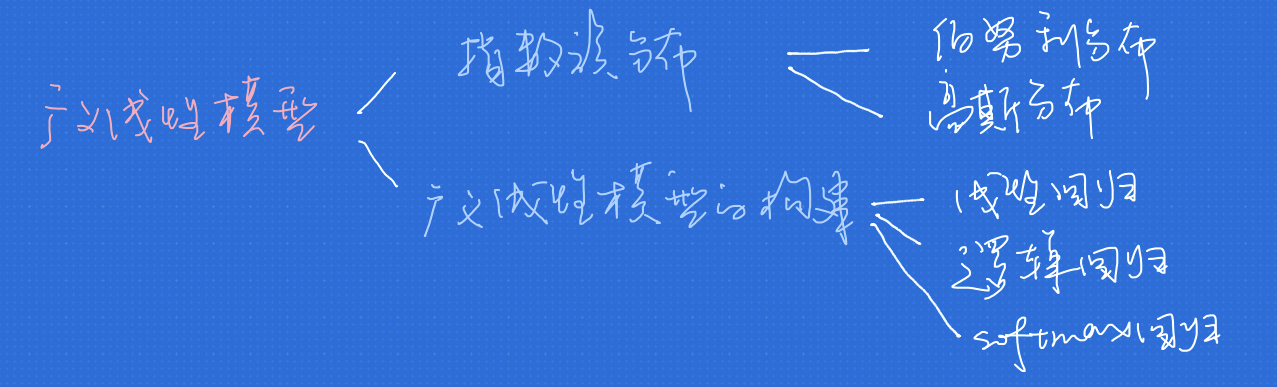 广义线性模型
指数族分布
伯努利分布
高斯分布
广义线性模型的构建
线性回归
逻辑回归
softmax回归